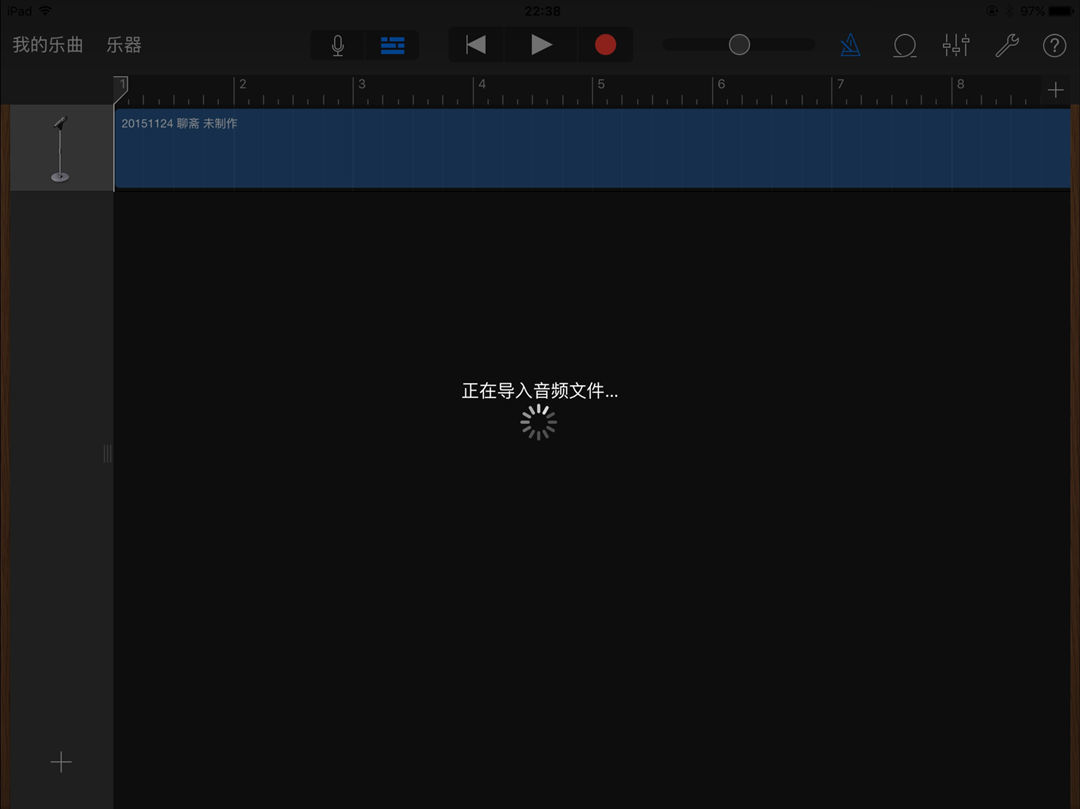 iPad 22:38 97%
我的乐曲 乐器
1 2 3 4 5 6 7 8
20151124 聊斋 未制作
正在导入音频文件...